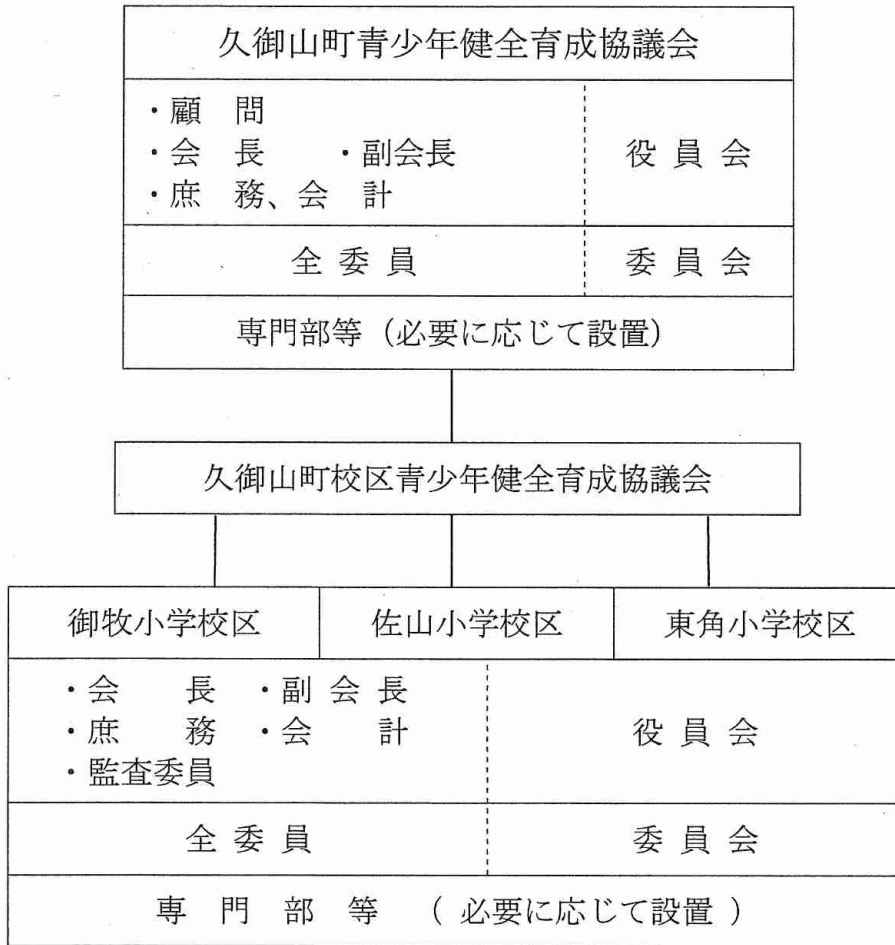 久御山町青少年健全育成協議会
・顧　問
・会　長　　・副会長
・庶　務、会　計
役 員 会
全 委 員　委 員 会
専門部等（必要に応じて設置）
久御山町校区青少年健全育成協議会
御牧小学校区　佐山小学校区　東角小学校区
・会　　長　・副 会 長
・庶　　務　・会　　計
・監査委員
役 員 会
全 委 員　委 員 会
専　門　部　等　（ 必要に応じて設置 ）